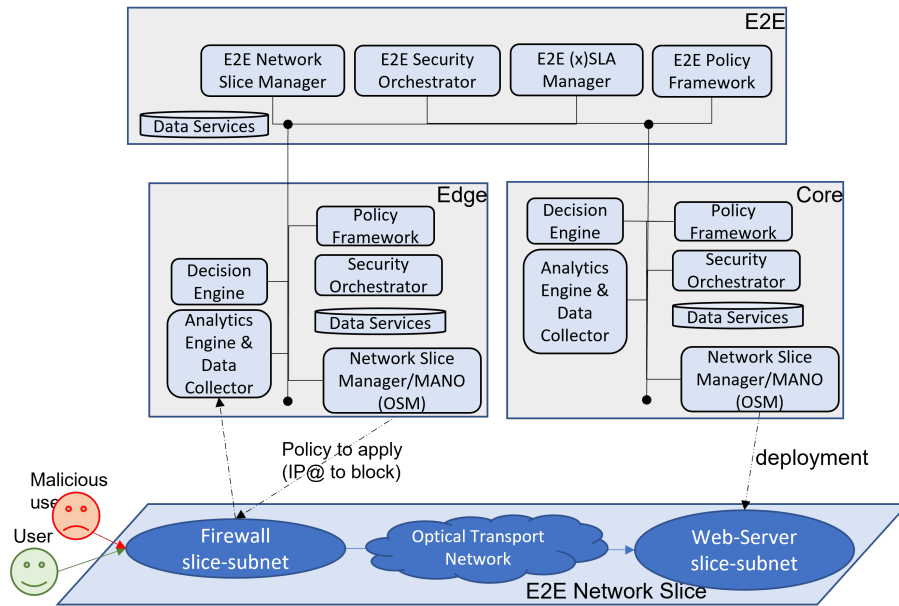 E2E
E2E Network
Slice Manager
E2E Security
Orchestrator
E2E (x)SLA
Manager
E2E Policy
Framework
Data Services
Edge
Policy
Framework
Decision
Engine
Security
Orchestrator
Analytics
Engine &
Data
Collector
Data Services
Network Slice
Manager/MANO
(OSM)
Core
Decision
Engine
Policy
Framework
Analytics
Engine &
Data
Collector
Security
Orchestrator
Data Services
Network Slice
Manager/MANO
(OSM)
Policy to apply
(IP@ to block)
deployment
Malicious
use
User
Firewall
slice-subnet
Optical Transport
Network
Web-Server
slice-subnet
E2E Network Slice